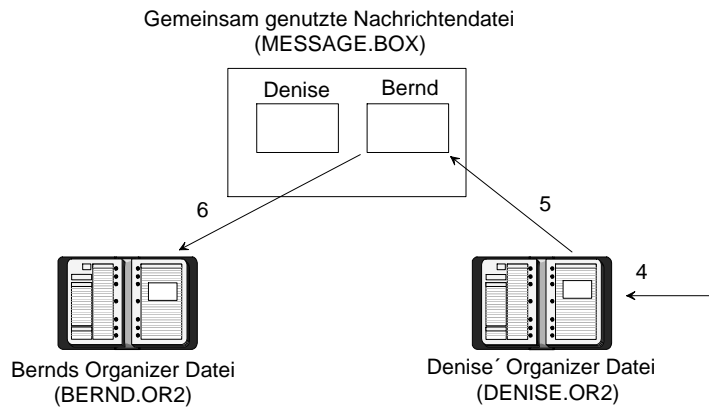 Gemeinsam genutzte Nachrichtendatei
(MESSAGE.BOX)
Denise
Bernd
6
5
4
Bernds Organizer Datei
(BERND.OR2)
Denise´ Organizer Datei
(DENISE.OR2)